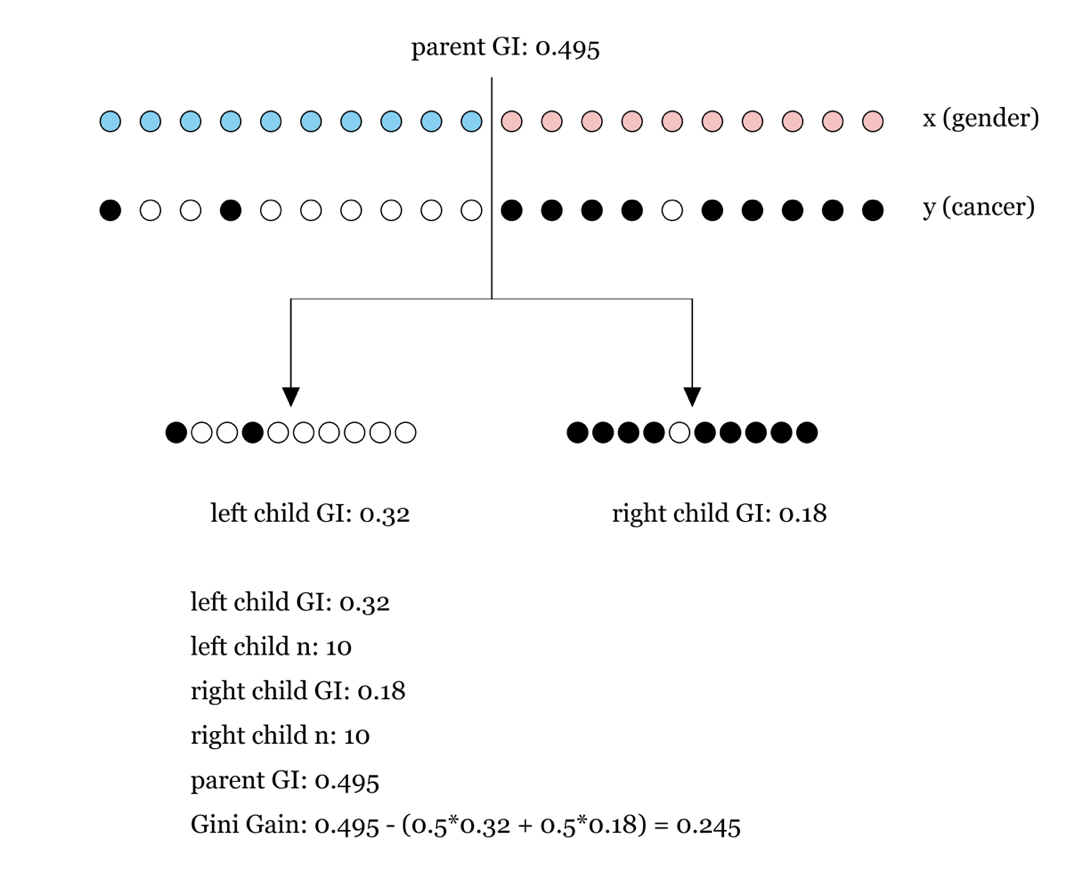 parent GI: 0.495
x (gender)
y (cancer)
left child GI: 0.32
right child GI: 0.18
left child GI: 0.32
left child n: 10
right child GI: 0.18
right child n: 10
parent GI: 0.495
Gini Gain: 0.495 - (0.5*0.32 + 0.5*0.18) = 0.245